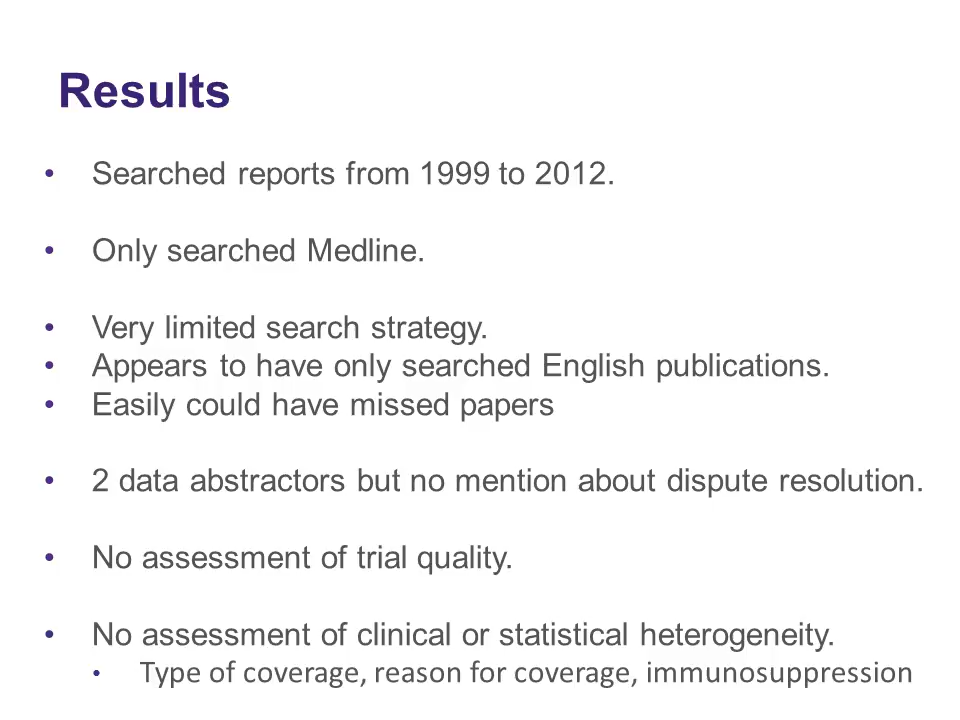 Results
• Searched reports from 1999 to 2012.
• Only searched Medline.
• Very limited search strategy.
• Appears to have only searched English publications.
• Easily could have missed papers
• 2 data abstractors but no mention about dispute resolution.
• No assessment of trial quality.
• No assessment of clinical or statistical heterogeneity.
• Type of coverage, reason for coverage, immunosuppression